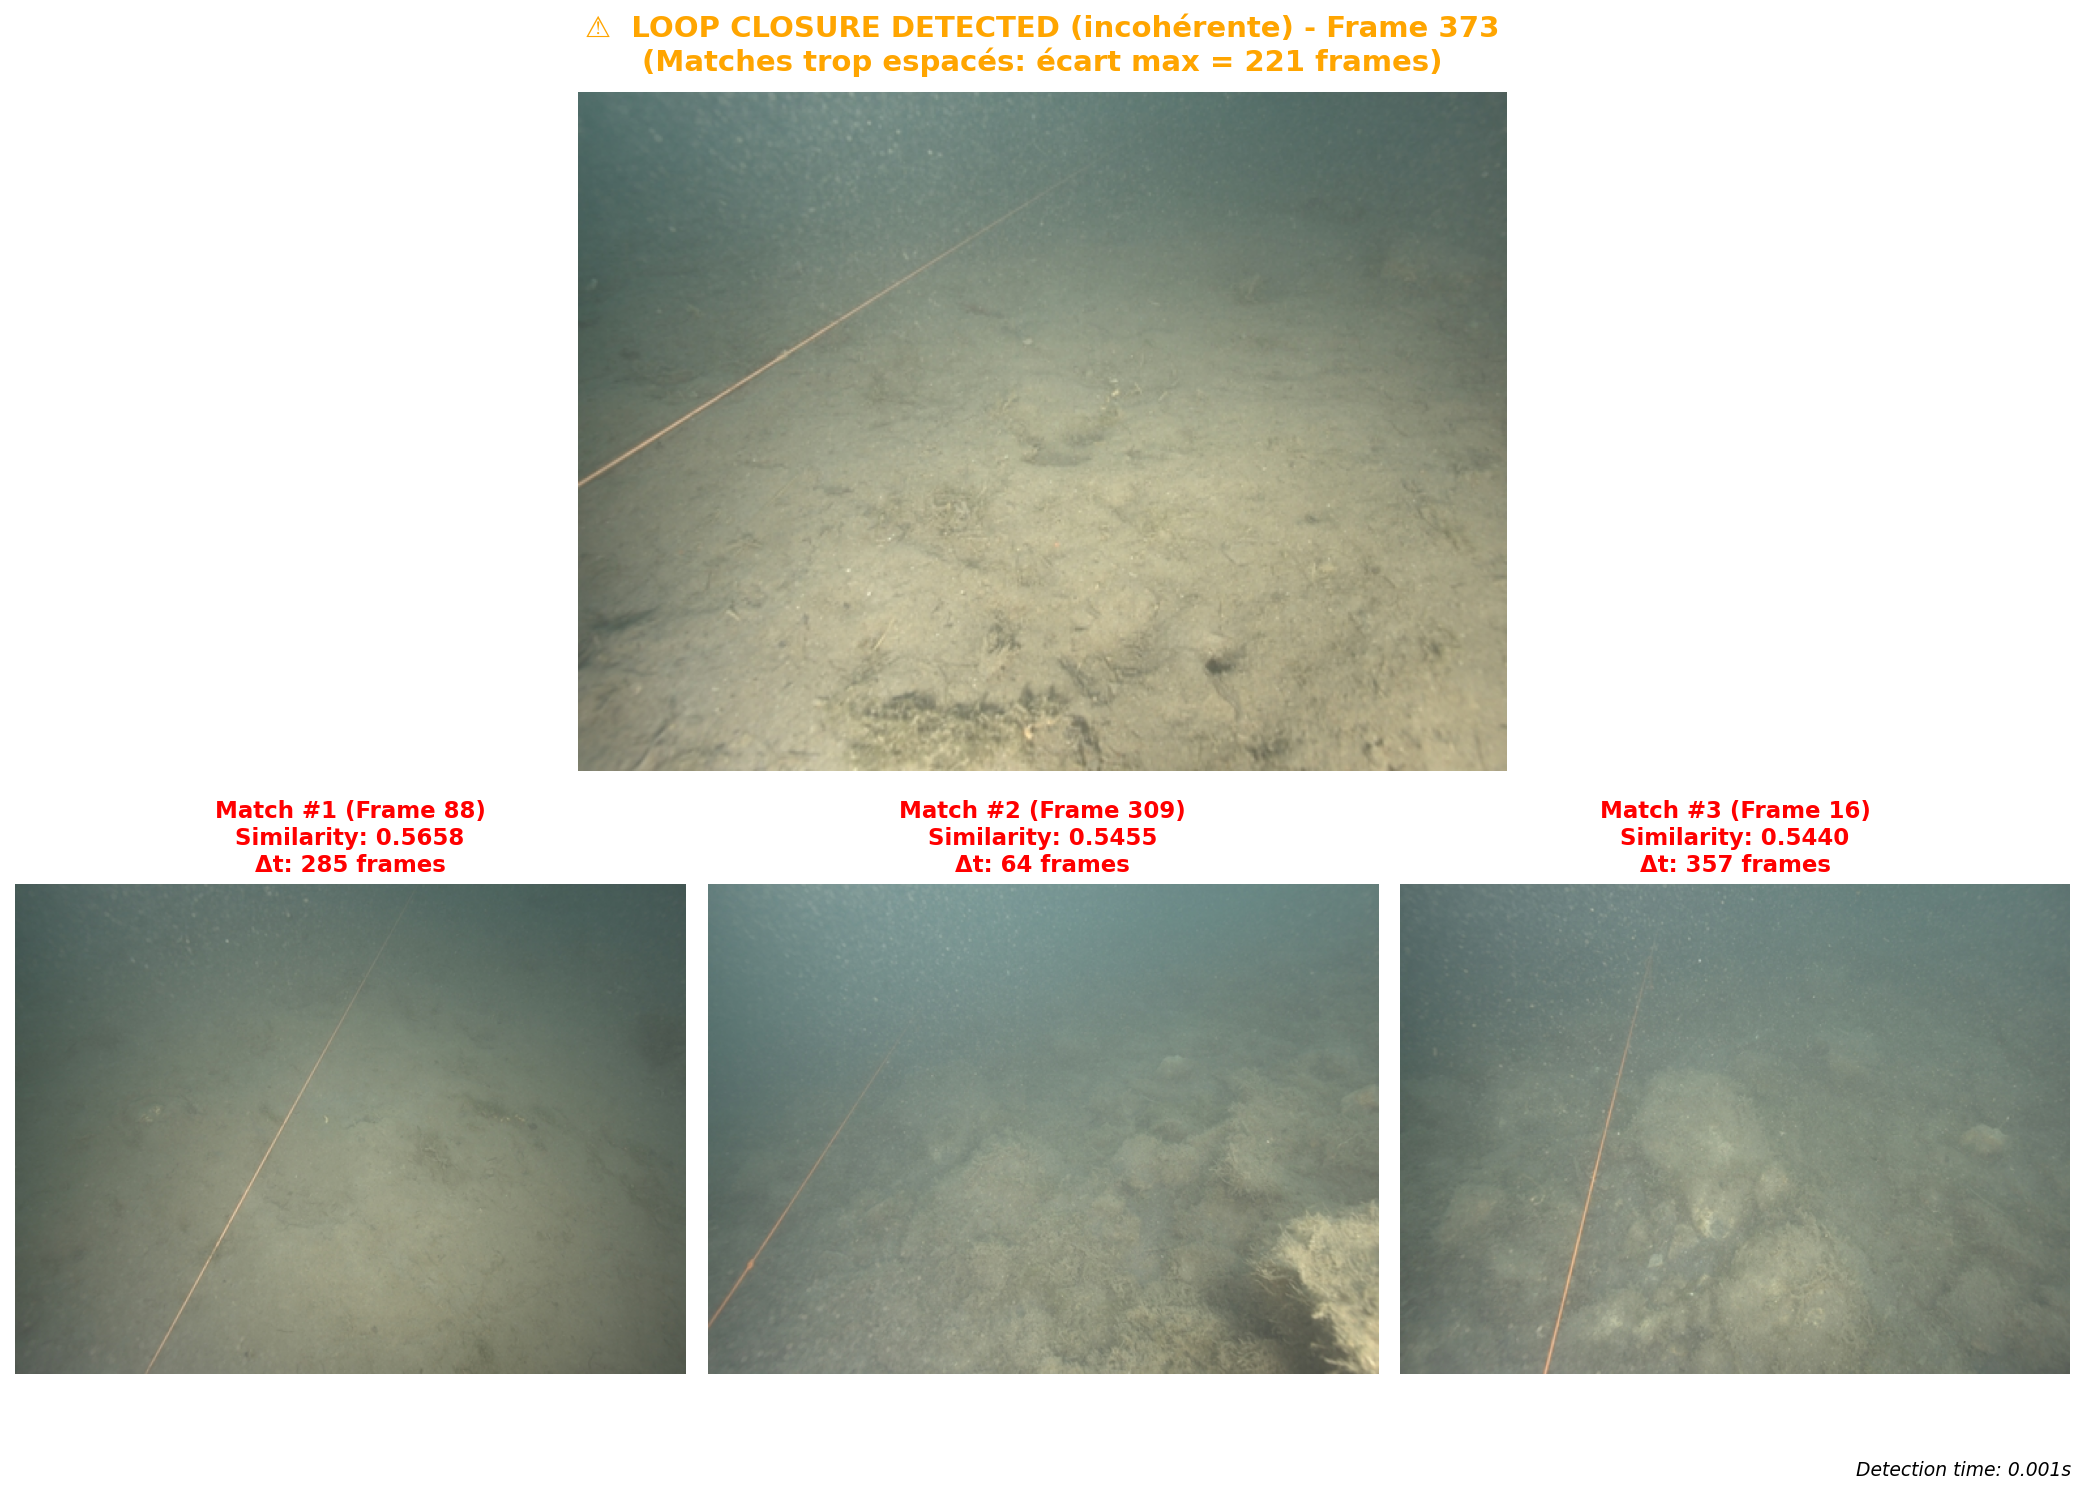 ⚠ LOOP CLOSURE DETECTED (incohérente) - Frame 373
(Matches trop espacés: écart max = 221 frames)
Match #1 (Frame 88)
Similarity: 0.5658
Δt: 285 frames
Match #2 (Frame 309)
Similarity: 0.5455
Δt: 64 frames
Match #3 (Frame 16)
Similarity: 0.5440
Δt: 357 frames
Detection time: 0.001s